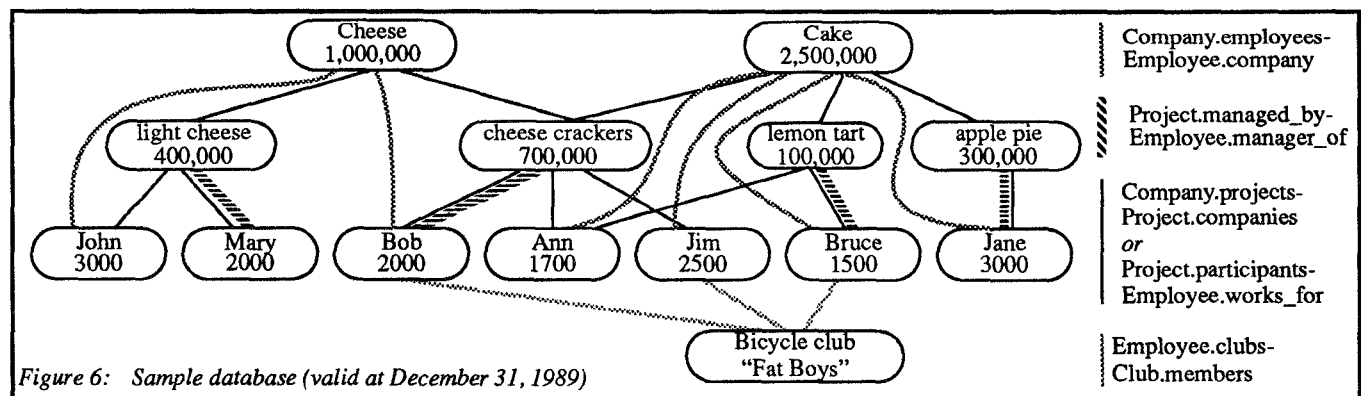 Cheese
1,000,000
Cake
2,500,000
light cheese
400,000
cheese crackers
700,000
lemon tart
100,000
apple pie
300,000
John
3000
Mary
2000
Bob
2000
Ann
1700
Jim
2500
Bruce
1500
Jane
3000
Bicycle club
“Fat Boys”
Company.employees-
Employee.company
Project.managed_by-
Employee.manager_of
Company.projects-
Project.companies
or
Project.participants-
Employee.works_for
Employee.clubs-
Club.members
Figure 6: Sample database (valid at December 31, 1989)